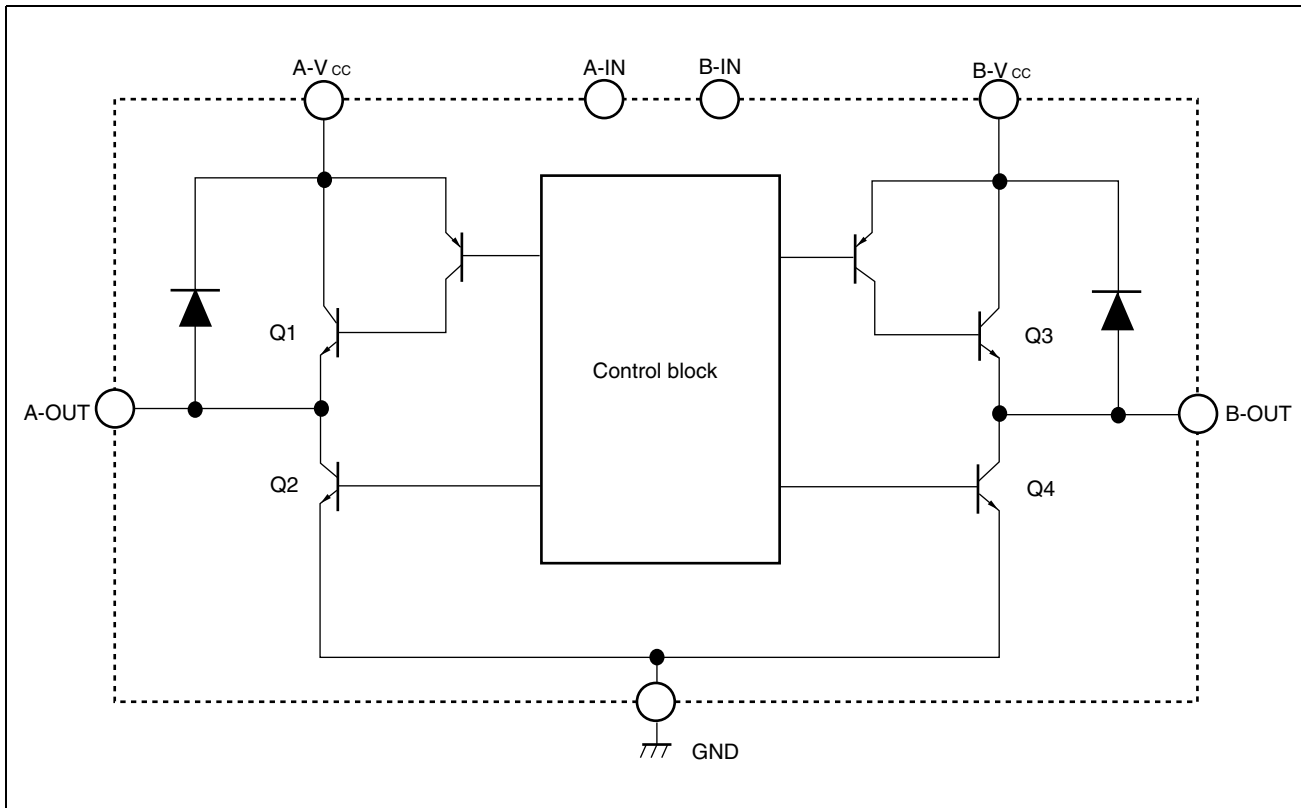 A-Vcc
A-IN
B-IN
B-Vcc
Q1
Q3
Control block
A-OUT
B-OUT
Q2
Q4
GND